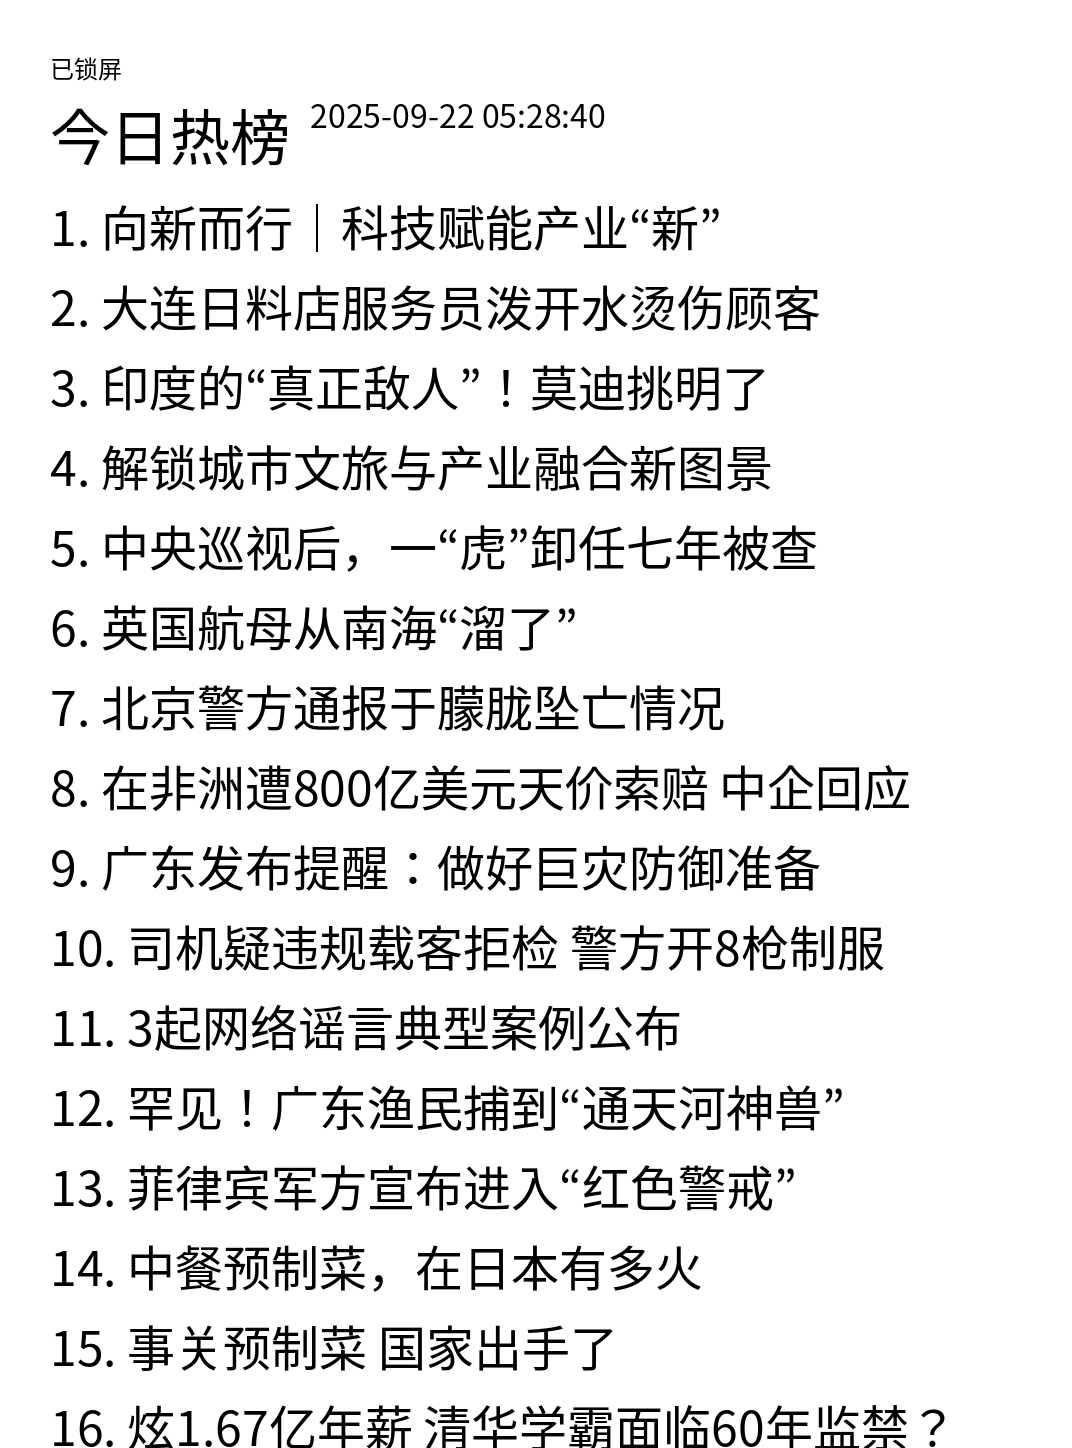 已锁屏
今日热榜 2025-09-22 05:28:40
1. 向新而行｜科技赋能产业“新”
2. 大连日料店服务员泼开水烫伤顾客
3. 印度的“真正敌人”！莫迪挑明了
4. 解锁城市文旅与产业融合新图景
5. 中央巡视后，一“虎”卸任七年被查
6. 英国航母从南海“溜了”
7. 北京警方通报于朦胧坠亡情况
8. 在非洲遭800亿美元天价索赔 中企回应
9. 广东发布提醒：做好巨灾防御准备
10. 司机疑违规载客拒检 警方开8枪制服
11. 3起网络谣言典型案例公布
12. 罕见！广东渔民捕到“通天河神兽”
13. 菲律宾军方宣布进入“红色警戒”
14. 中餐预制菜，在日本有多火
15. 事关预制菜 国家出手了
16. 炫1.67亿年薪 清华学霸面临60年监禁？